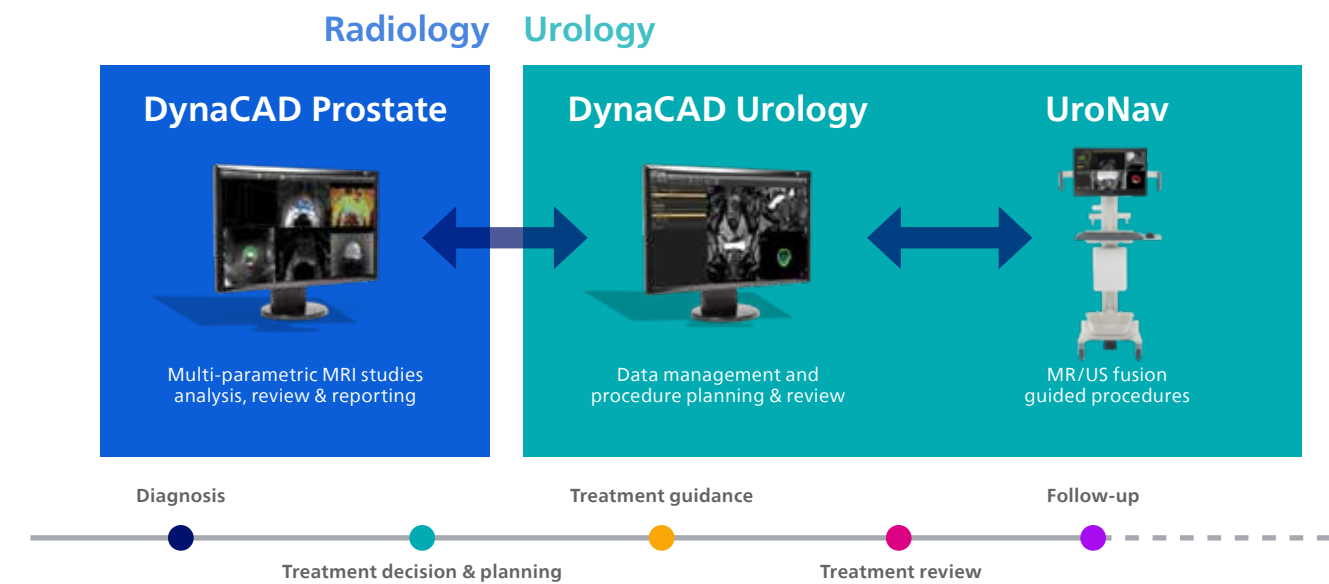 Radiology
Urology
DynaCAD Prostate
Multi-parametric MRI studies
analysis, review & reporting
DynaCAD Urology
Data management and
procedure planning & review
UroNav
MR/US fusion
guided procedures
Diagnosis
Treatment decision & planning
Treatment guidance
Treatment review
Follow-up